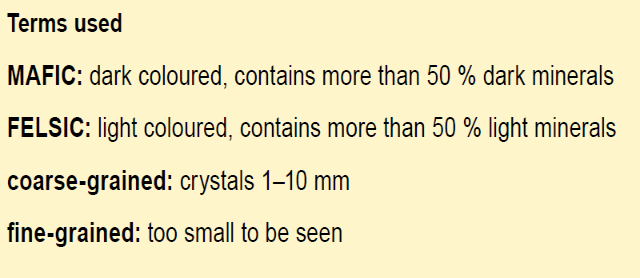 Terms used
MAFIC: dark coloured, contains more than 50 % dark minerals
FELSIC: light coloured, contains more than 50 % light minerals
coarse-grained: crystals 1–10 mm
fine-grained: too small to be seen